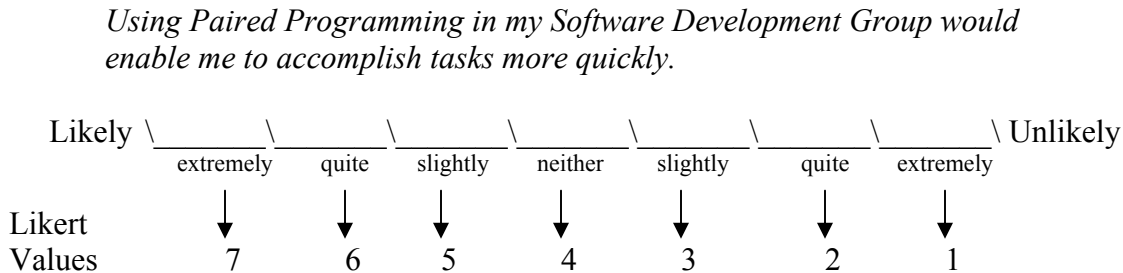 Using Paired Programming in my Software Development Group would
enable me to accomplish tasks more quickly.
Likely \_______\_______\_______\_______\_______\_______\_______\ Unlikely
extremely quite slightly neither slightly quite extremely
Likert
Values 7 6 5 4 3 2 1